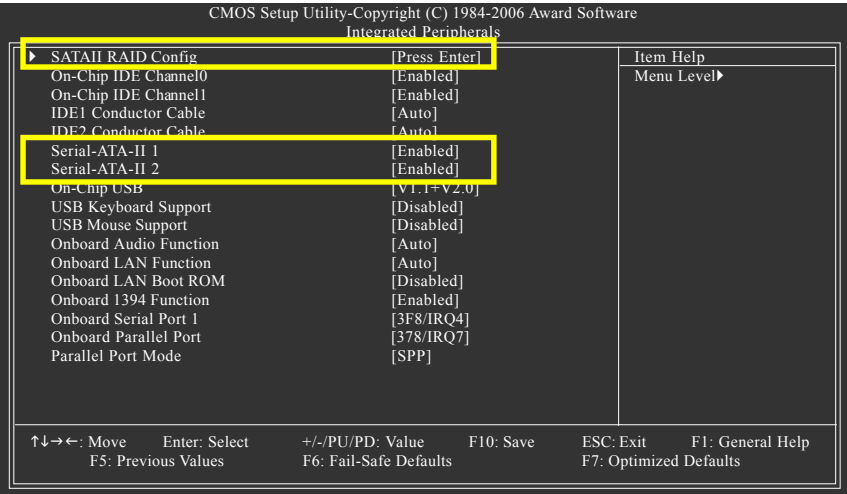 CMOS Setup Utility-Copyright (C) 1984-2006 Award Software
Integrated Peripherals
SATAII RAID Config [Press Enter] Item Help
On-Chip IDE Channel0 [Enabled] Menu Level
On-Chip IDE Channel1 [Enabled]
IDE1 Conductor Cable [Auto]
IDE2 Conductor Cable [Auto]
Serial-ATA-II 1 [Enabled]
Serial-ATA-II 2 [Enabled]
On-Chip USB [V1.1+V2.0]
USB Keyboard Support [Disabled]
USB Mouse Support [Disabled]
Onboard Audio Function [Auto]
Onboard LAN Function [Auto]
Onboard LAN Boot ROM [Disabled]
Onboard 1394 Function [Enabled]
Onboard Serial Port 1 [3F8/IRQ4]
Onboard Parallel Port [378/IRQ7]
Parallel Port Mode [SPP]
↑↓→←: Move Enter: Select +/-/PU/PD: Value F10: Save ESC: Exit F1: General Help
F5: Previous Values F6: Fail-Safe Defaults F7: Optimized Defaults